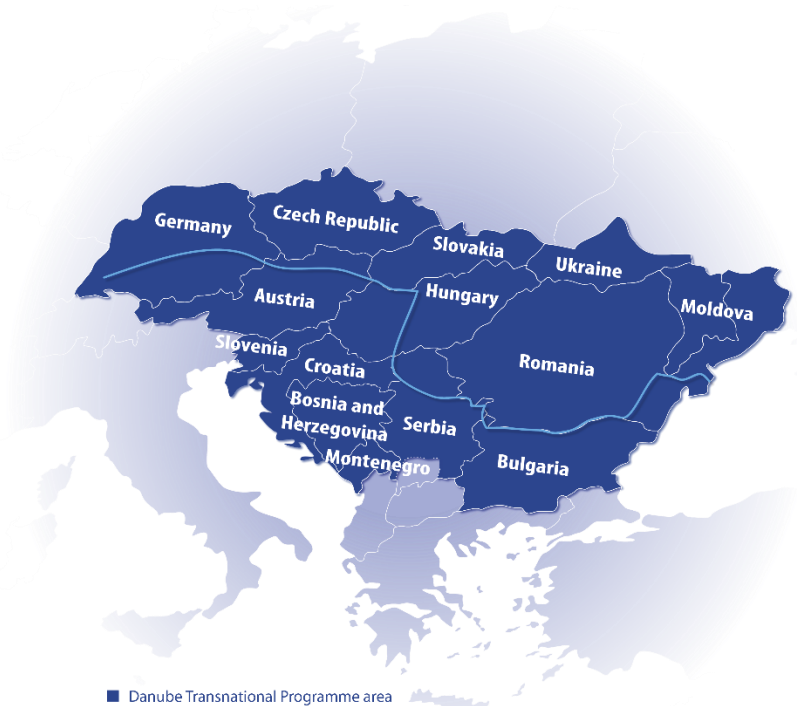 Czech Republic
Germany
Slovakia
Ukraine
Hungary
Austria
Moldova
Slovenia
Croatia
Romania
Bosnia and
Herzegovina
Serbia
Montenegro
Bulgaria
Danube Transnational Programme area